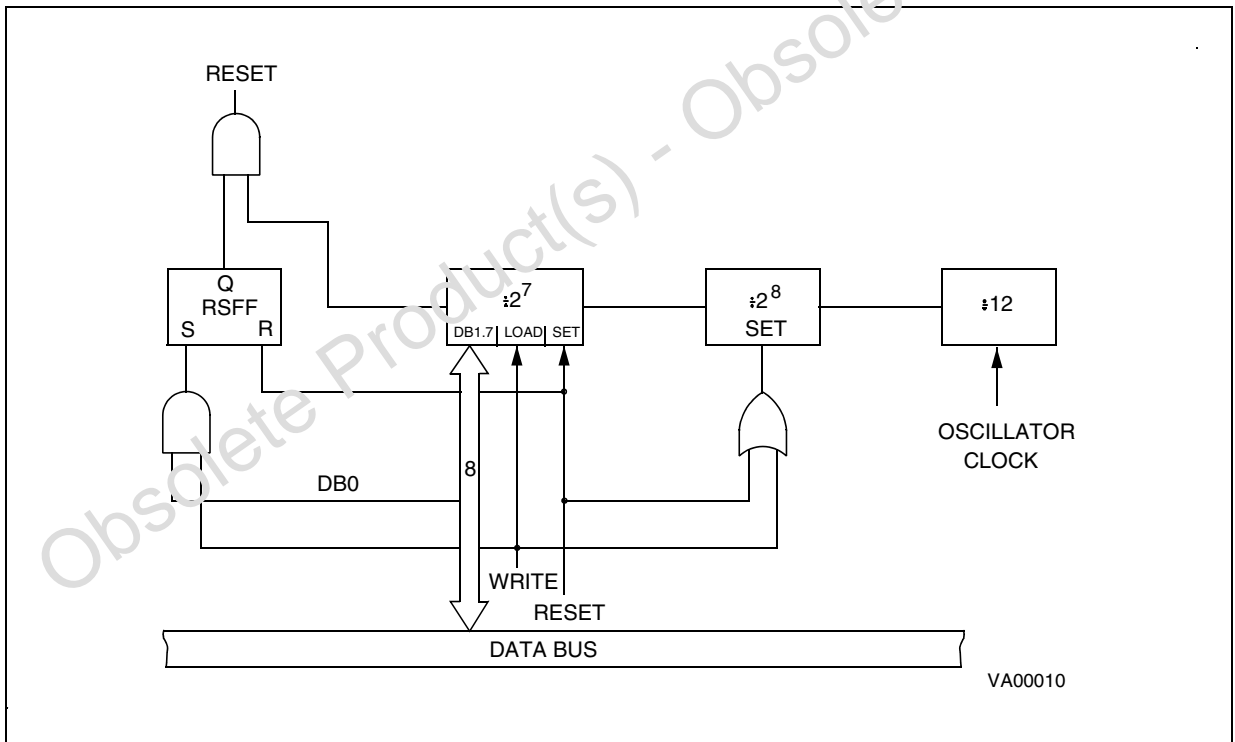 Obsolete Product(s) - Obsole
RESET
Q
RSFF
S R
÷2⁷
DB1.7 LOAD SET
÷2⁸
SET
÷12
OSCILLATOR
CLOCK
8
DB0
WRITE
RESET
DATA BUS
VA00010